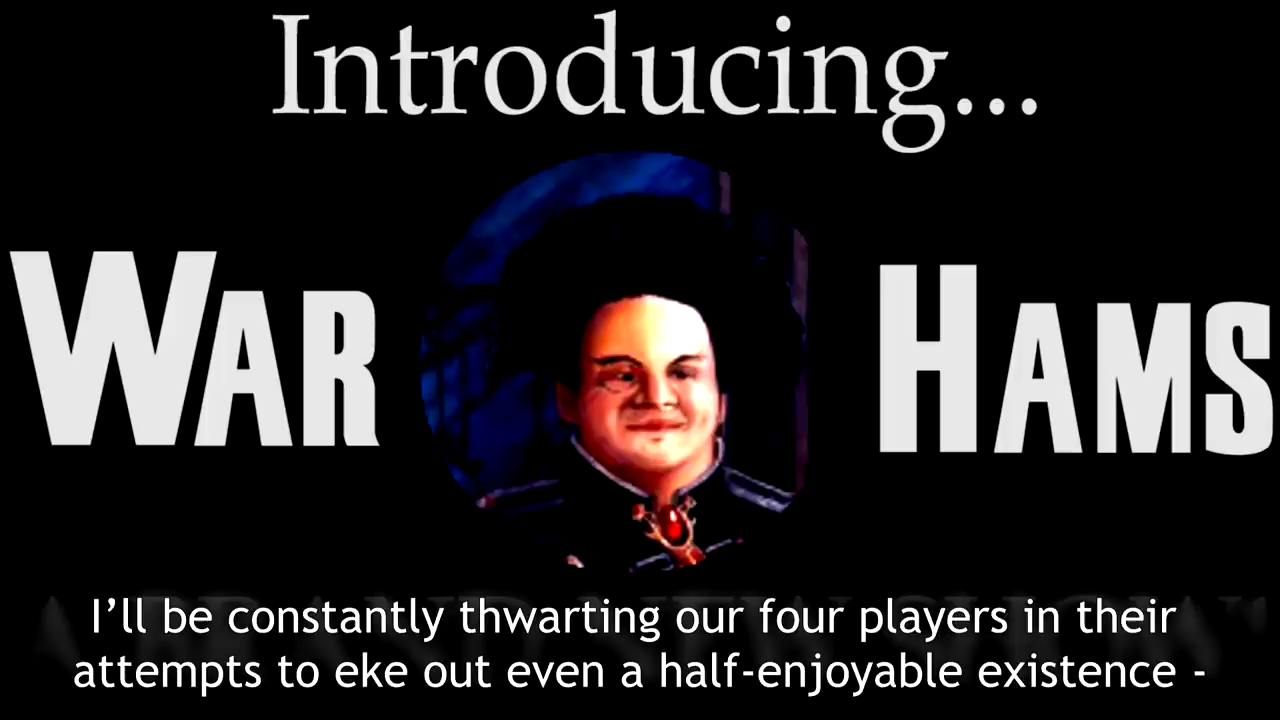 Introducing...
WAR HAMS
I'll be constantly thwarting our four players in their
attempts to eke out even a half-enjoyable existence -